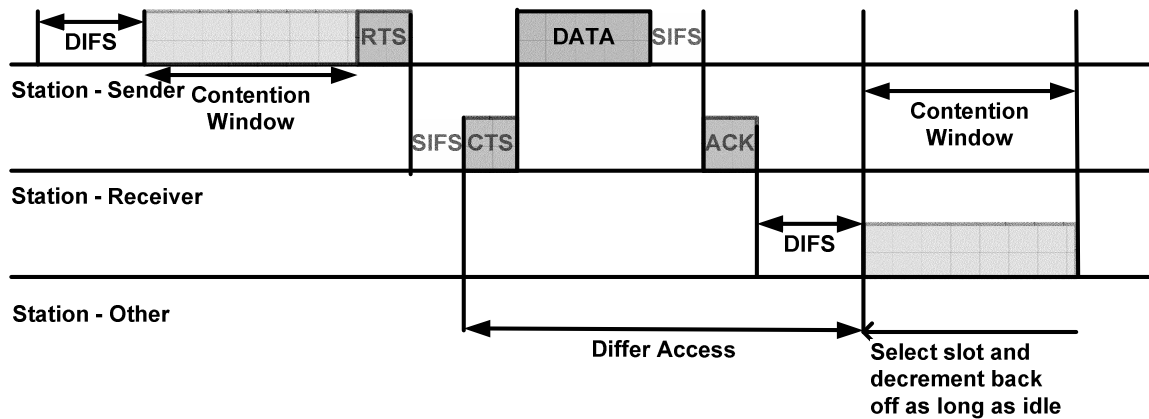 DIFS
RTS
DATA
SIFS
Station - Sender
Contention
Window
Contention
Window
SIFS
CTS
ACK
Station - Receiver
DIFS
Station - Other
Differ Access
Select slot and
decrement back
off as long as idle